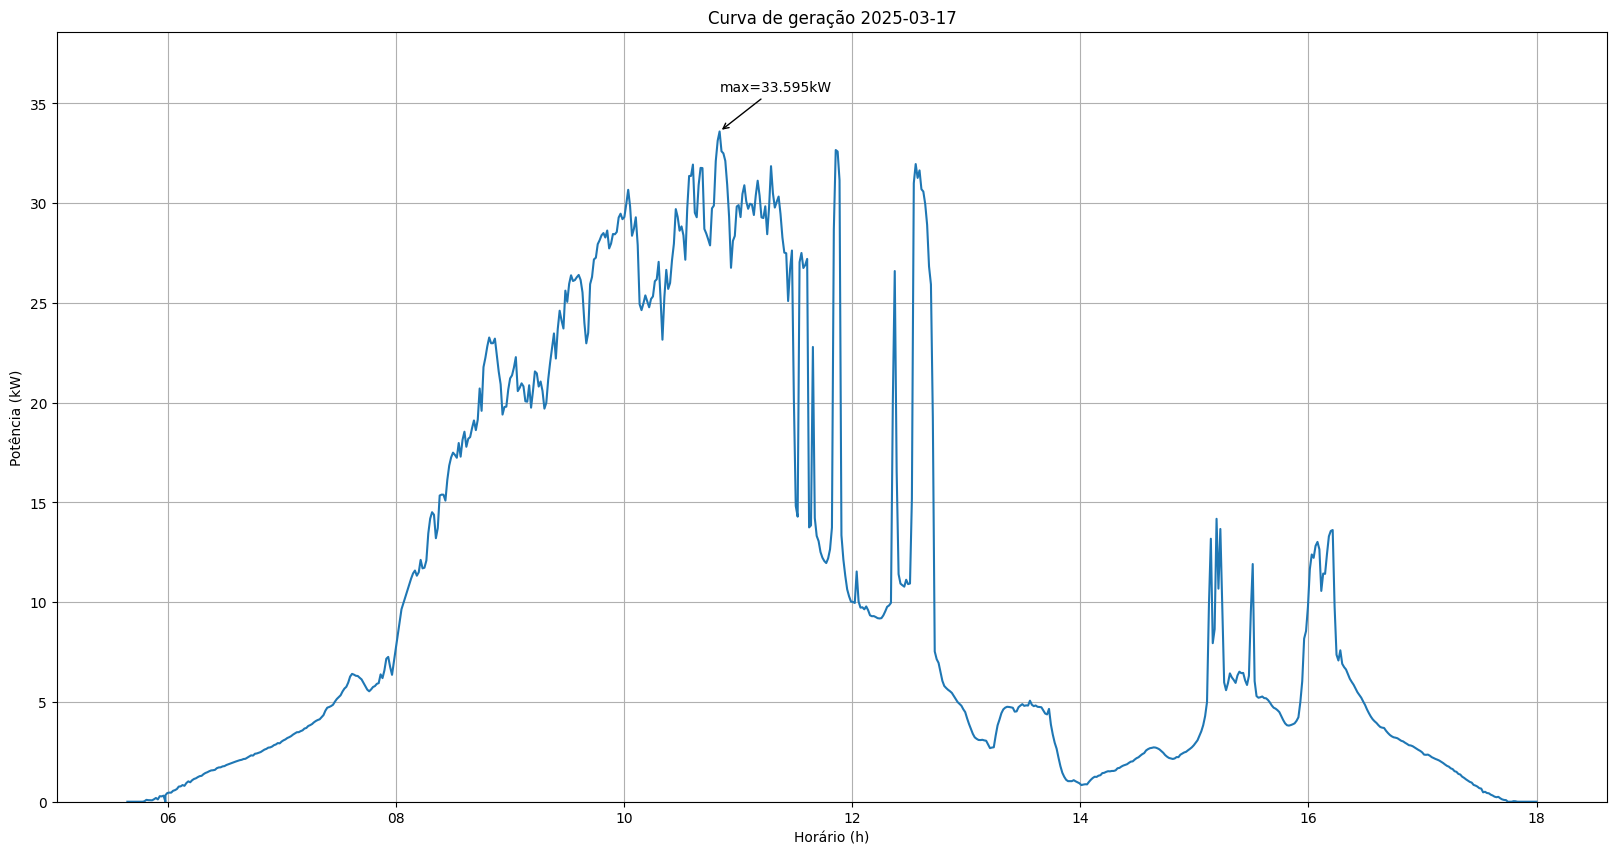 Curva de geração 2025-03-17
max=33.595kW
Potência (kW)
35
30
25
20
15
10
5
0
06 08 10 12 14 16 18
Horário (h)